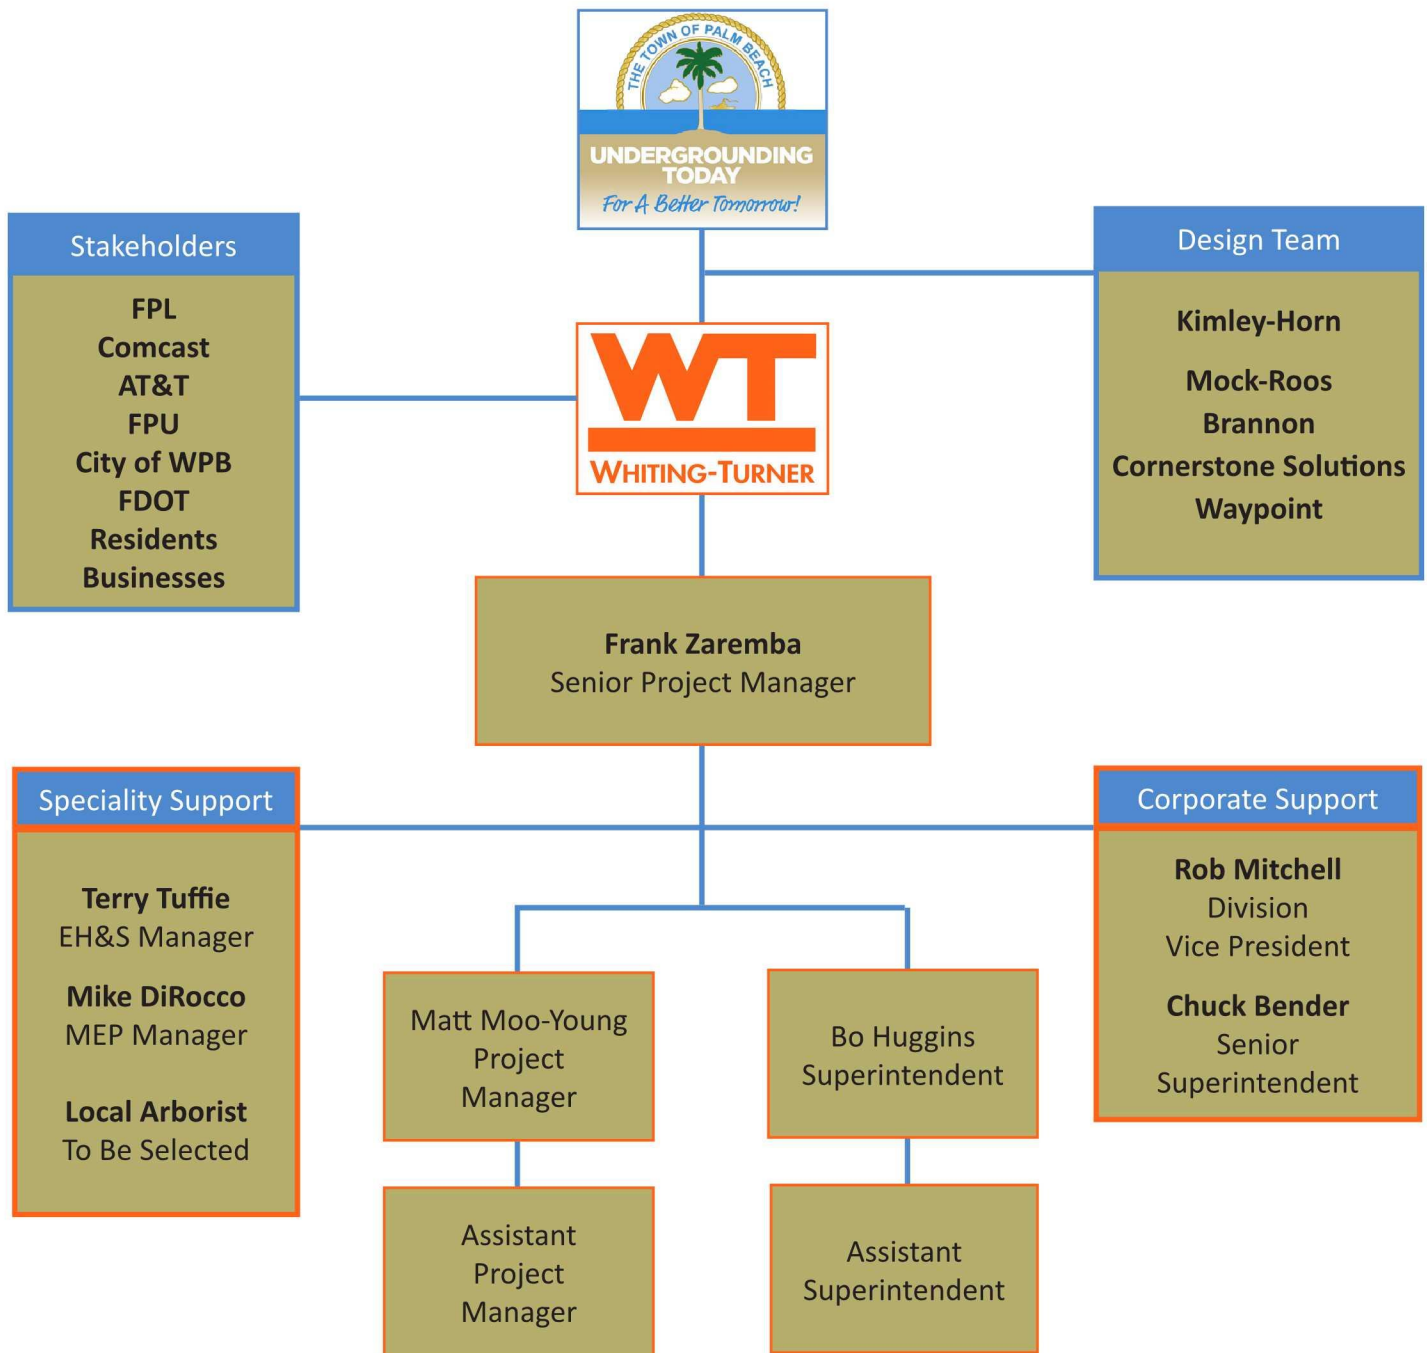 THE TOWN OF PALM BEACH
UNDERGROUNDING
TODAY
For A Better Tomorrow!
Stakeholders
FPL
Comcast
AT&T
FPU
City of WPB
FDOT
Residents
Businesses
Design Team
Kimley-Horn
Mock-Roos
Brannon
Cornerstone Solutions
Waypoint
WT
WHITING-TURNER
Frank Zaremba
Senior Project Manager
Speciality Support
Terry Tuffie
EH&S Manager
Mike DiRocco
MEP Manager
Local Arborist
To Be Selected
Corporate Support
Rob Mitchell
Division
Vice President
Chuck Bender
Senior
Superintendent
Matt Moo-Young
Project
Manager
Bo Huggins
Superintendent
Assistant
Project
Manager
Assistant
Superintendent